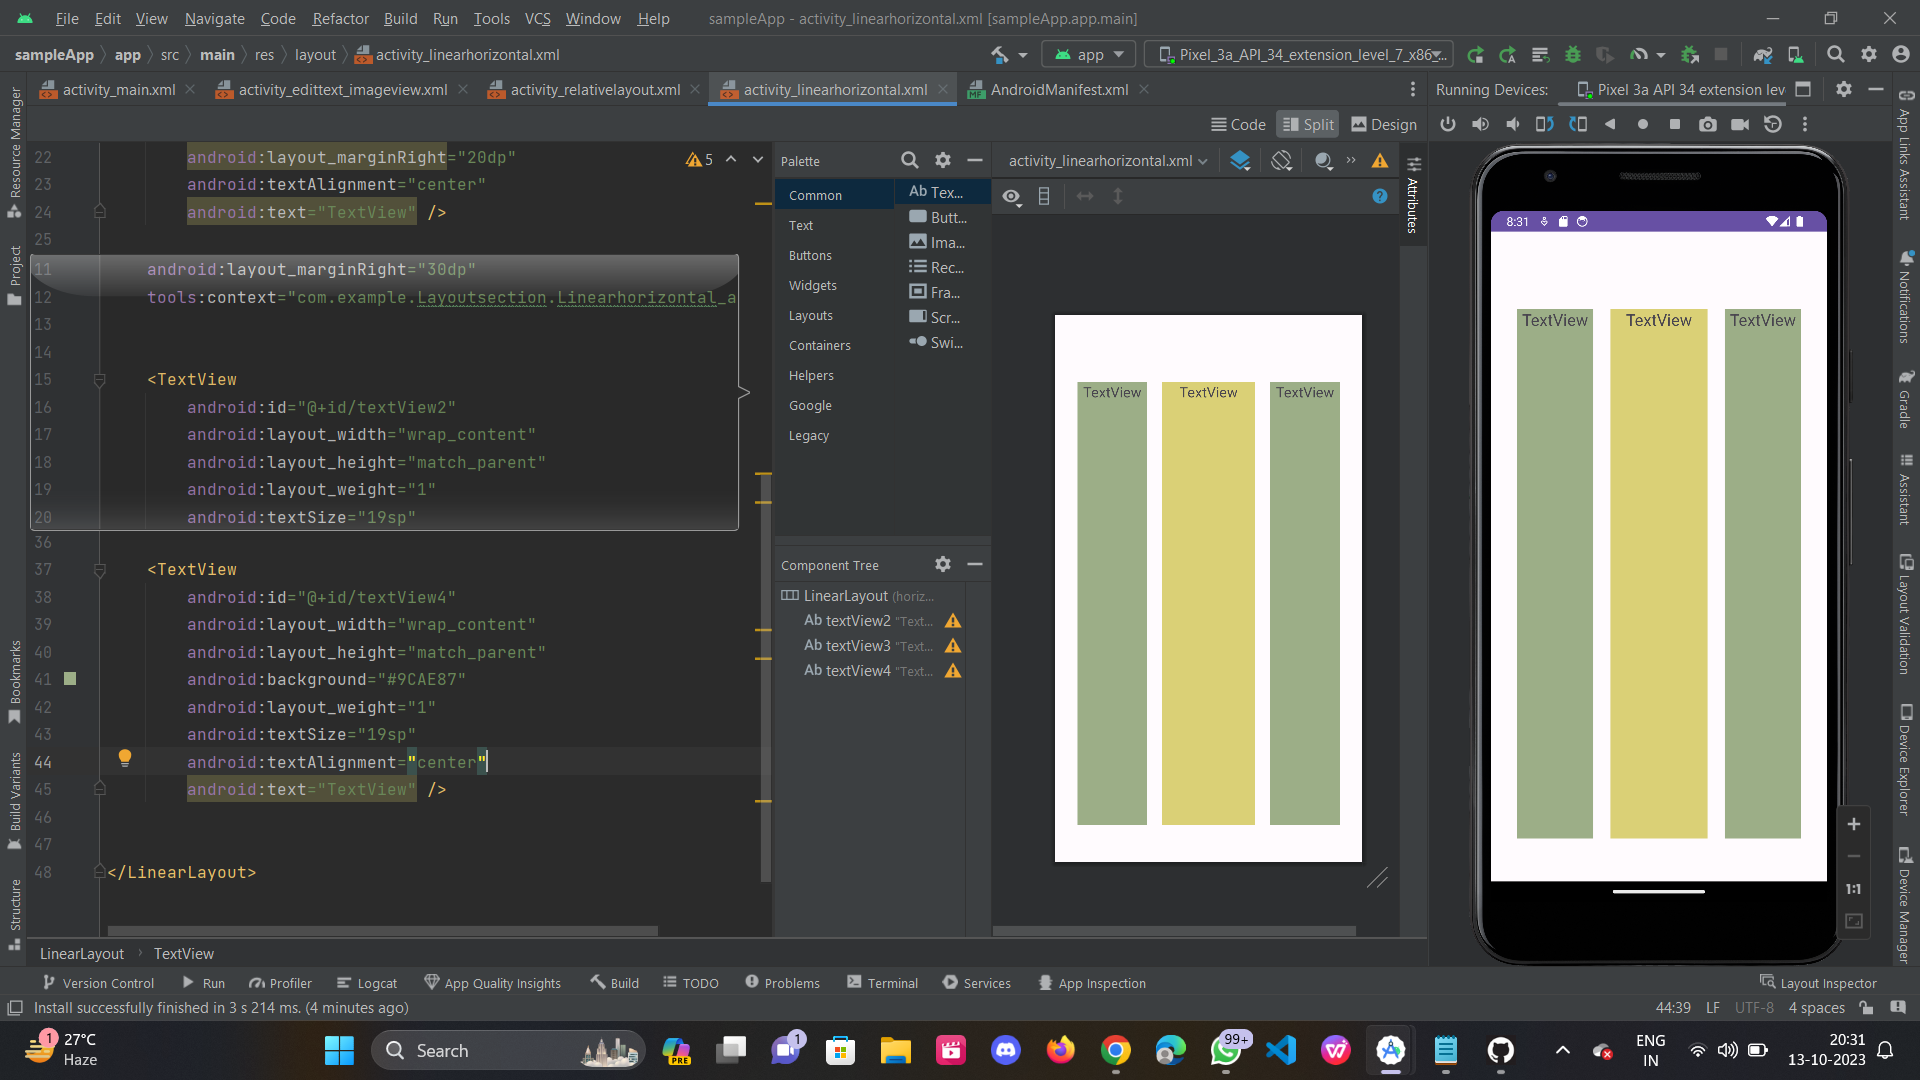 File Edit View Navigate Code Refactor Build Run Tools VCS Window Help sampleApp - activity_linearhorizontal.xml [sampleApp.app.main]
sampleApp app src main res layout activity_linearhorizontal.xml
app Pixel_3a_API_34_extension_level_7_x86
activity_main.xml activity_edittext_imageview.xml activity_relativelayout.xml activity_linearhorizontal.xml AndroidManifest.xml
Running Devices: Pixel 3a API 34 extension lev
Code Split Design
Resource Manager
Project
Bookmarks
Build Variants
Structure
22 android:layout_marginRight="20dp"
5
23 android:textAlignment="center"
24 android:text="TextView" />
25
11 android:layout_marginRight="30dp"
12 tools:context="com.example.Layoutsection.Linearhorizontal_a
13
14
15 <TextView
16 android:id="@+id/textView2"
17 android:layout_width="wrap_content"
18 android:layout_height="match_parent"
19 android:layout_weight="1"
20 android:textSize="19sp"
36
37 <TextView
38 android:id="@+id/textView4"
39 android:layout_width="wrap_content"
40 android:layout_height="match_parent"
41 android:background="#9CAE87"
42 android:layout_weight="1"
43 android:textSize="19sp"
44 android:textAlignment="center"
45 android:text="TextView" />
46
47
48 </LinearLayout>
LinearLayout TextView
Palette
Common
Text
Buttons
Widgets
Layouts
Containers
Helpers
Google
Legacy
Ab Tex...
Butt...
Ima...
Rec...
Fra...
Scr...
Swi...
Component Tree
LinearLayout (horiz...
Ab textView2 "Text...
Ab textView3 "Text...
Ab textView4 "Text...
activity_linearhorizontal.xml
?
TextView TextView TextView
Attributes
8:31
TextView TextView TextView
1:1
App Links Assistant
Notifications
Gradle
Assistant
Layout Validation
Device Explorer
Device Manager
Version Control Run Profiler Logcat App Quality Insights Build TODO Problems Terminal Services App Inspection Layout Inspector
Install successfully finished in 3 s 214 ms. (4 minutes ago) 44:39 LF UTF-8 4 spaces
1
27°C
Haze
Search
PRE
1
99+
ENG
IN
20:31
13-10-2023